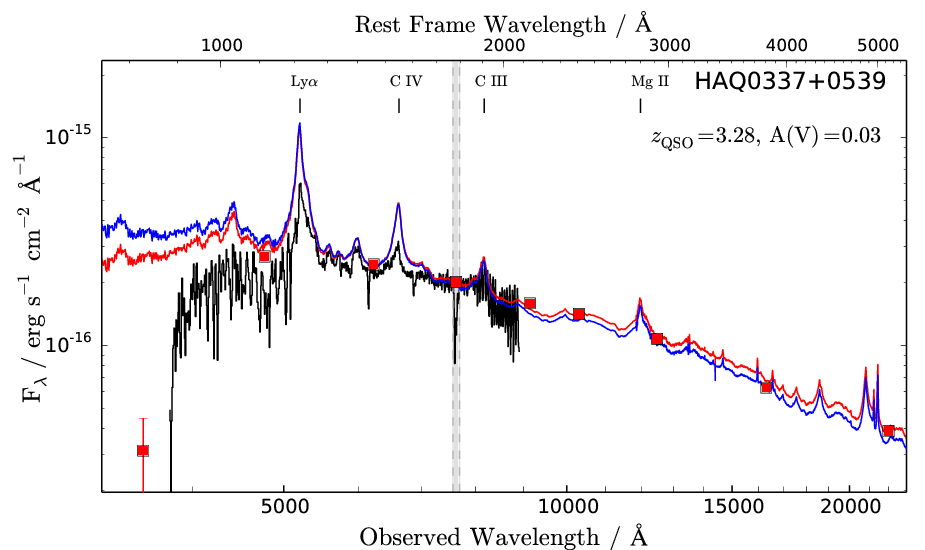 Rest Frame Wavelength / Å
1000 2000 3000 4000 5000
Lyα C IV C III Mg II HAQ0337+0539
z_QSO=3.28, A(V)=0.03
10^{-15}
10^{-16}
F_λ / erg s^{-1} cm^{-2} Å^{-1}
5000 10000 15000 20000
Observed Wavelength / Å